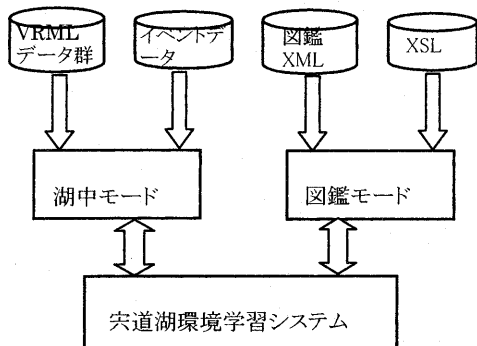 VRML
データ群
イベントデ
ータ
図鑑
XML
XSL
湖中モード
図鑑モード
宍道湖環境学習システム